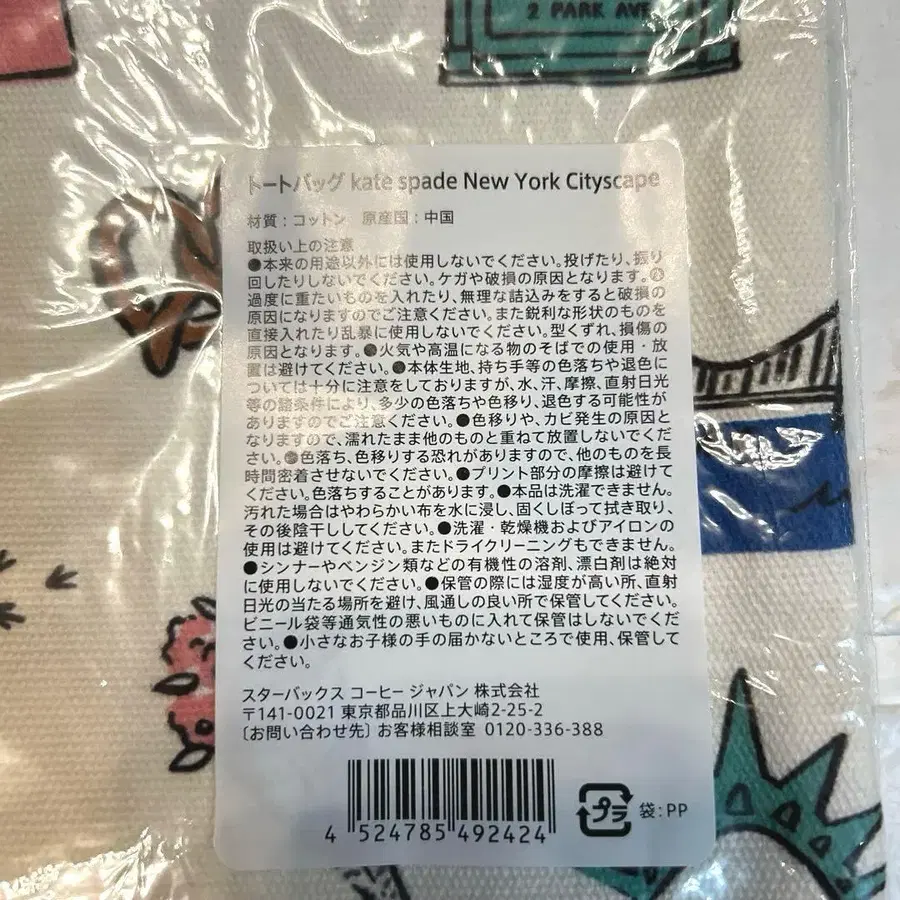 2 PARK AVE
トートバッグ kate spade New York Cityscape
材質：コットン 原産国：中国
取扱い上の注意
●本来の用途以外には使用しないでください。投げたり、振り
回したりしないでください。ケガや破損の原因となります。●
過度に重たいものを入れたり、無理な詰込みをすると破損の
原因になりますのでご注意ください。また鋭利な形状のものを
直接入れたり乱暴に使用しないでください。型くずれ、損傷の
原因となります。●火気や高温になる物のそばでの使用・放
置は避けてください。●本体生地、持ち手等の色落ちや退色に
ついては十分に注意をしておりますが、水、汗、摩擦、直射日光
等の諸条件により、多少の色落ちや色移り、退色する可能性が
ありますのでご注意ください。●色移りや、カビ発生の原因と
なりますので、濡れたまま他のものと重ねて放置しないでくだ
さい。●色落ち、色移りする恐れがありますので、他のものを長
時間密着させないでください。●プリント部分の摩擦は避けて
ください。色落ちすることがあります。●本品は洗濯できません。
汚れた場合はやわらかい布を水に浸し、固くしぼって拭き取り、
その後陰干ししてください。●洗濯・乾燥機およびアイロンの
使用は避けてください。またドライクリーニングもできません。
●シンナーやベンジン類などの有機性の溶剤、漂白剤は絶対
に使用しないでください。●保管の際には湿度が高い所、直射
日光の当たる場所を避け、風通しの良い所で保管してください。
ビニール袋等通気性の悪いものに入れて保管はしないでくだ
さい。●小さなお子様の手の届かないところで使用、保管して
ください。
スターバックス コーヒー ジャパン 株式会社
〒141-0021 東京都品川区上大崎2-25-2
〔お問い合わせ先〕お客様相談室 0120-336-388
4 524785 492424
プラ 袋：PP